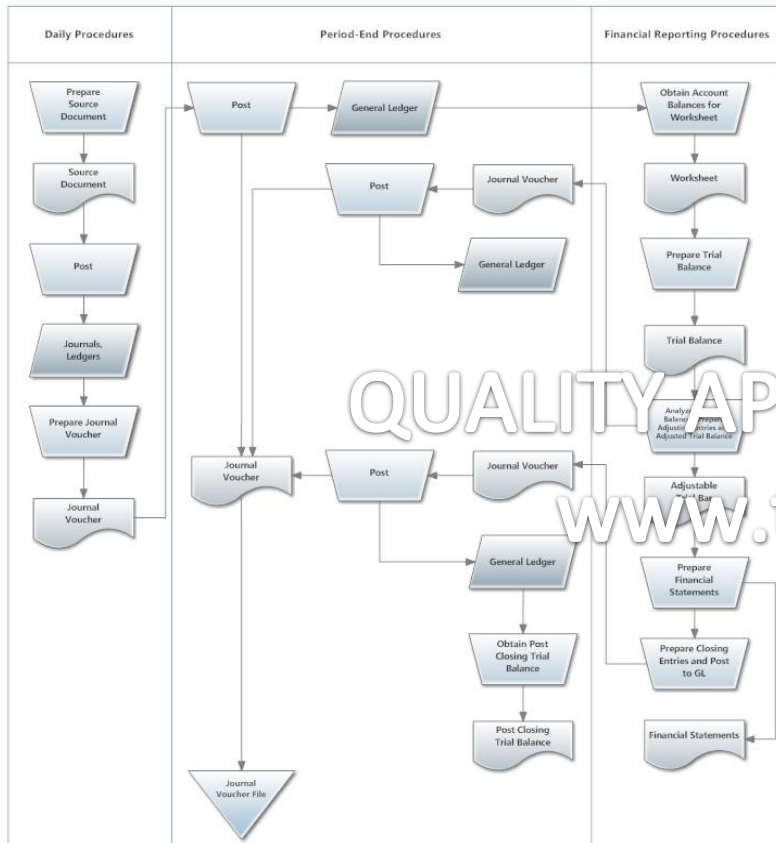 Daily Procedures
Period-End Procedures
Financial Reporting Procedures
Prepare
Source
Document
Source
Document
Post
Journals,
Ledgers
Prepare Journal
Voucher
Journal
Voucher
Post
General Ledger
Post
Journal Voucher
General Ledger
Journal
Voucher
Post
Journal Voucher
General Ledger
Obtain Post
Closing Trial
Balance
Post Closing
Trial Balance
Journal
Voucher File
Obtain Account
Balances for
Worksheet
Worksheet
Prepare Trial
Balance
Trial Balance
Adjusted Trial Balance
Adjustable
Prepare
Financial
Statements
Prepare Closing
Entries and Post
to GL
Financial Statements
QUALITY AP
www.